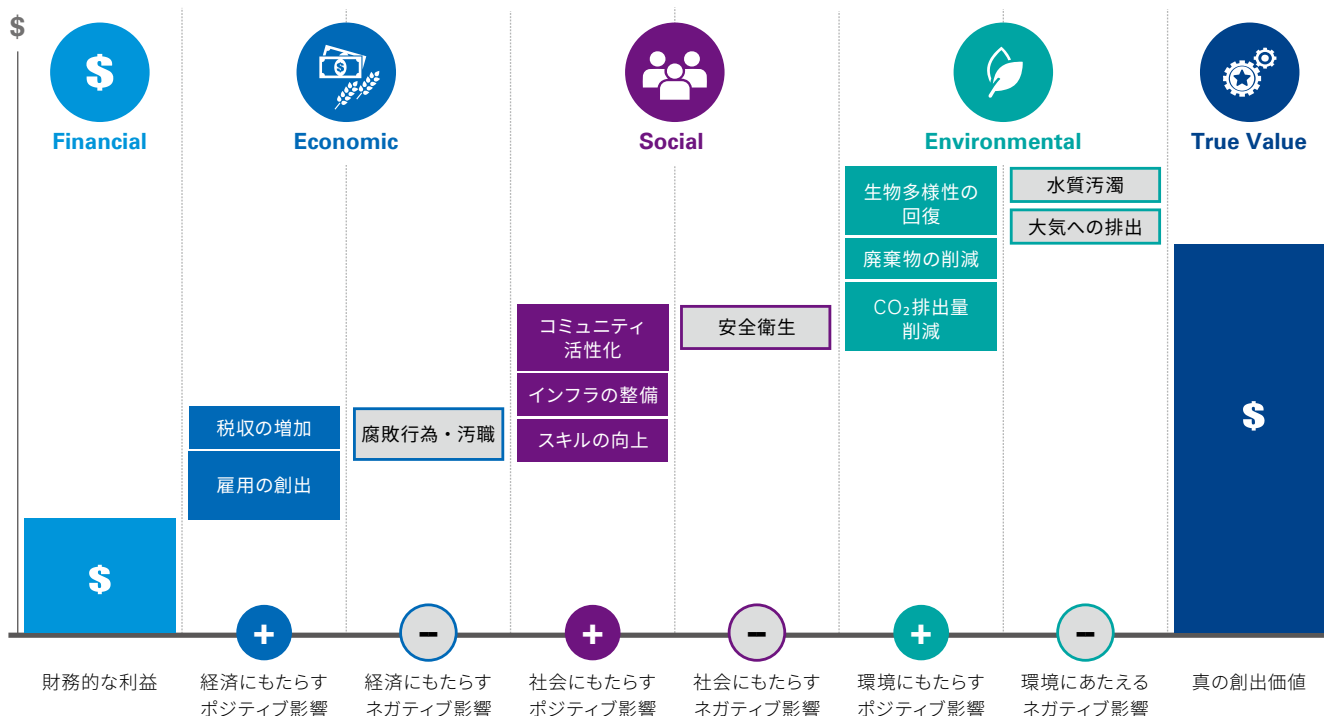 $
$
$
Financial
Economic
Social
Environmental
True Value
生物多様性の
回復
廃棄物の削減
CO₂排出量
削減
水質汚濁
大気への排出
コミュニティ
活性化
インフラの整備
スキルの向上
安全衛生
税収の増加
雇用の創出
腐敗行為・汚職
$
$
+
−
+
−
+
−
財務的な利益
経済にもたらす
ポジティブ影響
経済にもたらす
ネガティブ影響
社会にもたらす
ポジティブ影響
社会にもたらす
ネガティブ影響
環境にもたらす
ポジティブ影響
環境にあたえる
ネガティブ影響
真の創出価値